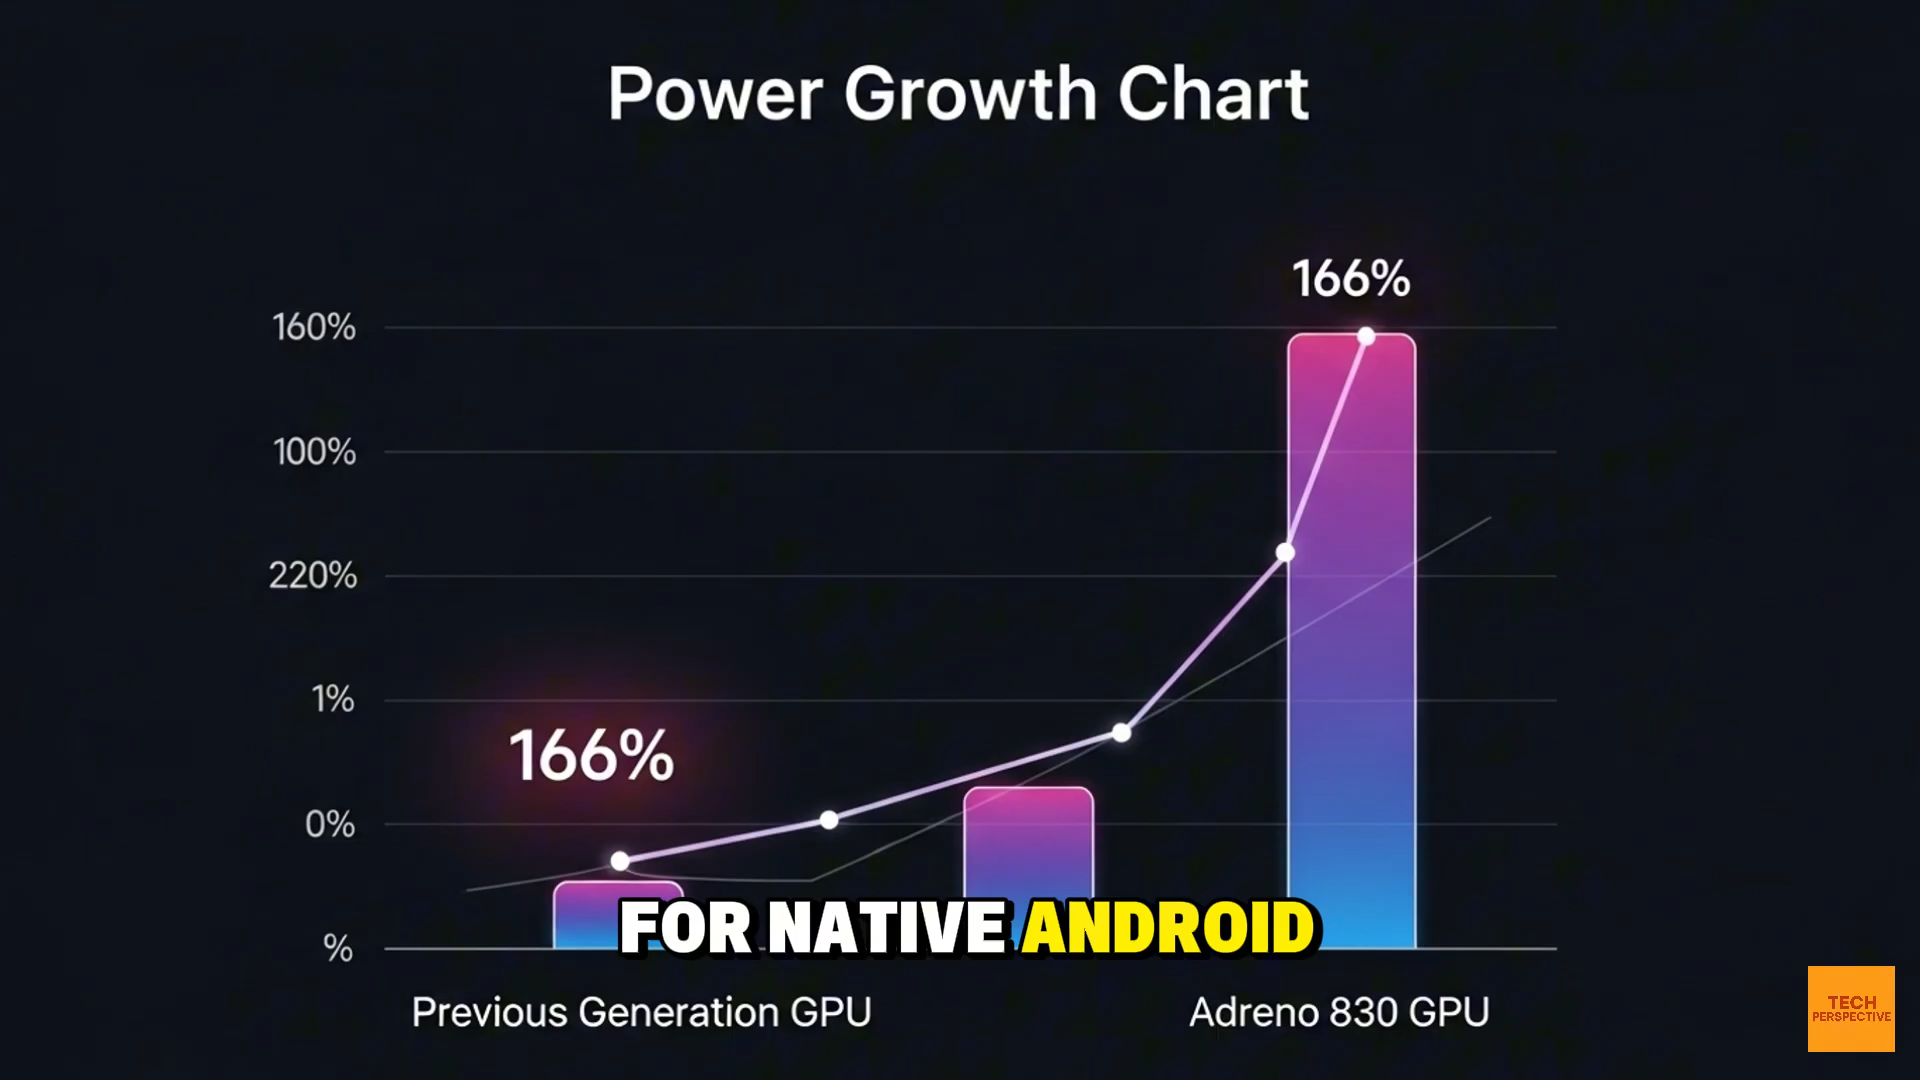 Power Growth Chart
166%
160%
100%
220%
1%
166%
0%
FOR NATIVE ANDROID
%
Previous Generation GPU
Adreno 830 GPU
TECH
PERSPECTIVE